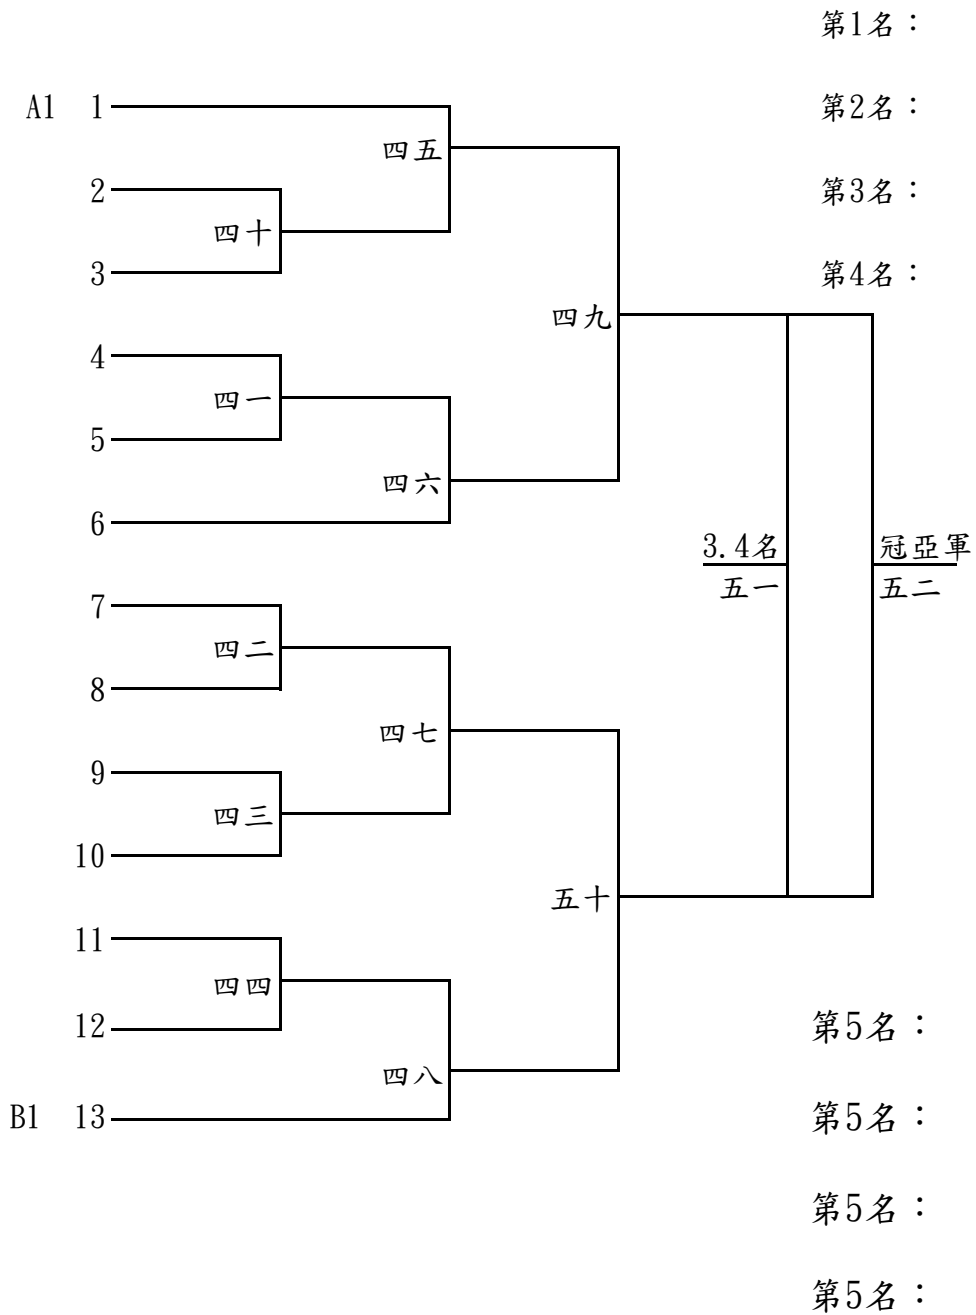 第1名：
A1 1
第2名：
四五
2
第3名：
四十
3
第4名：
四九
4
四一
5
四六
6
3.4名
冠亞軍
五一
五二
7
四二
8
四七
9
四三
10
五十
11
四四
12
第5名：
四八
B1 13
第5名：
第5名：
第5名：